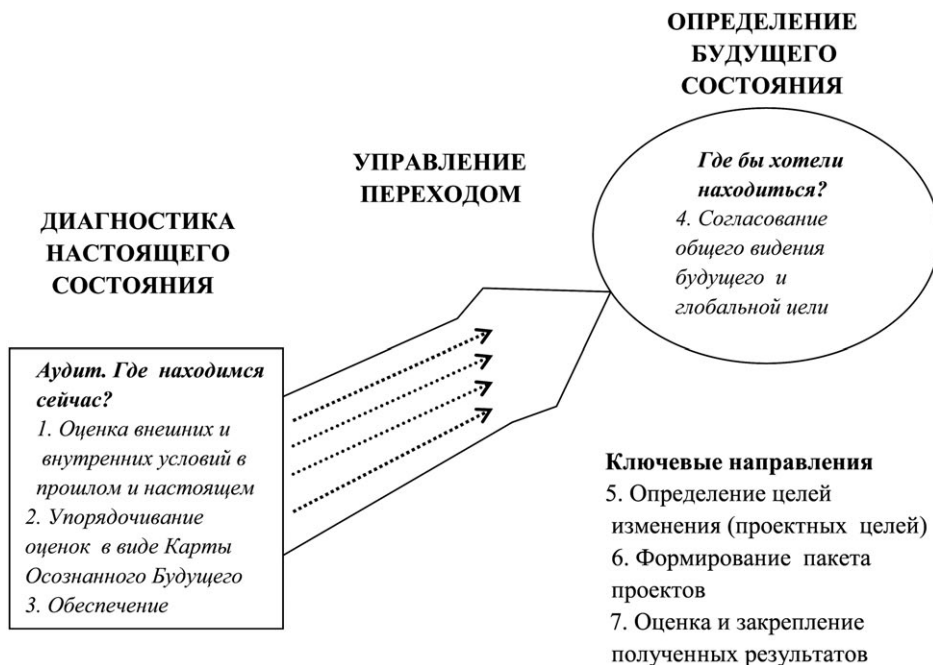 ДИАГНОСТИКА
НАСТОЯЩЕГО
СОСТОЯНИЯ
Аудит. Где находимся
сейчас?
1. Оценка внешних и
внутренних условий в
прошлом и настоящем
2. Упорядочивание
оценок в виде Карты
Осознанного Будущего
3. Обеспечение
УПРАВЛЕНИЕ
ПЕРЕХОДОМ
ОПРЕДЕЛЕНИЕ
БУДУЩЕГО
СОСТОЯНИЯ
Где бы хотели
находиться?
4. Согласование
общего видения
будущего и
глобальной цели
Ключевые направления
5. Определение целей
изменения (проектных целей)
6. Формирование пакета
проектов
7. Оценка и закрепление
полученных результатов